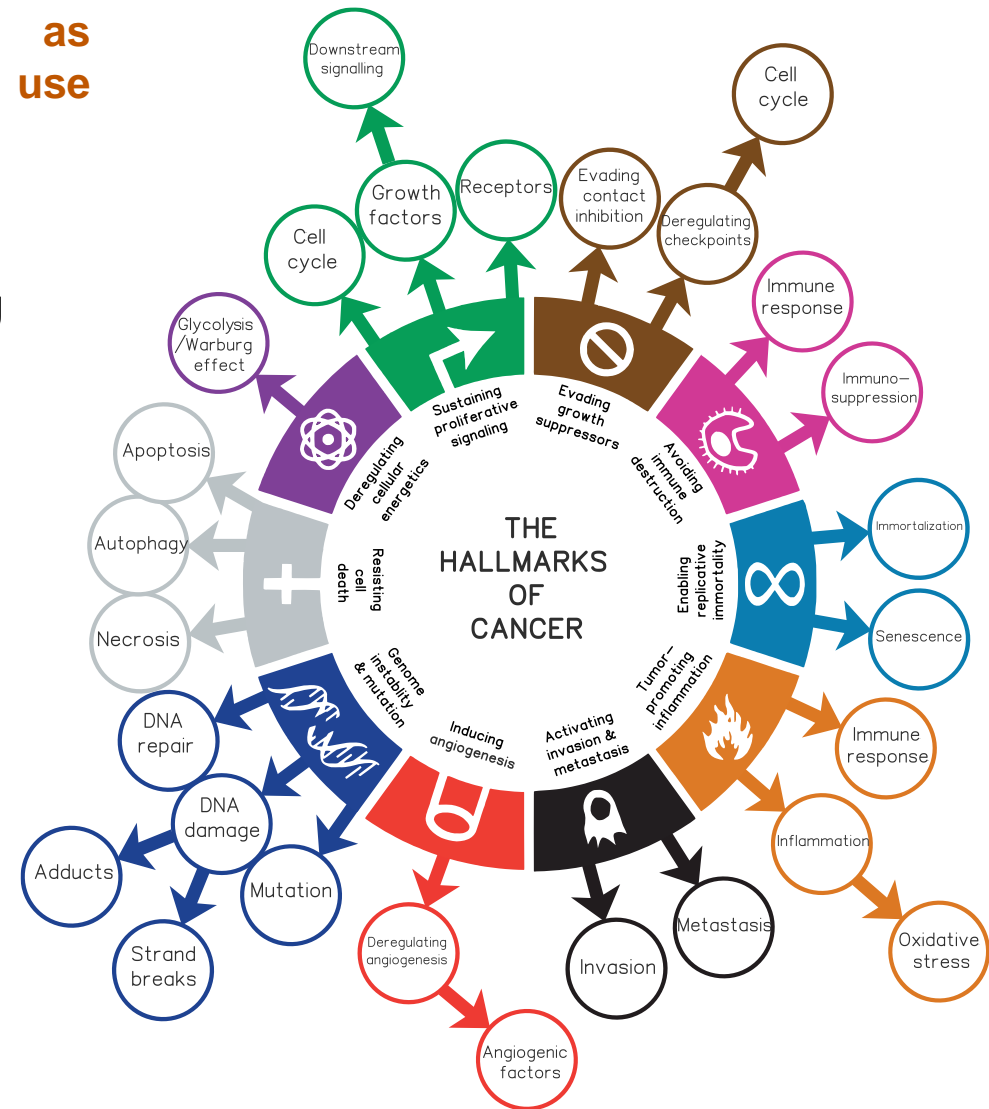 as
use
Downstream
signalling
Cell
cycle
Growth
factors
Receptors
Evading
contact
inhibition
Deregulating
checkpoints
Cell
cycle
Immune
response
Immuno-
suppression
Glycolysis
/Warburg
effect
Apoptosis
Autophagy
Necrosis
Sustaining
proliferative
signaling
Evading
growth
suppressors
Avoiding
immune
destruction
Deregulating
cellular
energetics
Resisting
cell
death
THE
HALLMARKS
OF
CANCER
Enabling
replicative
immortality
Immortalization
Senescence
Genome
instablity
& mutation
Inducing
angiogenesis
Activating
invasion &
metastasis
Tumor-
promoting
inflammation
DNA
repair
DNA
damage
Adducts
Strand
breaks
Mutation
Deregulating
angiogenesis
Angiogenic
factors
Invasion
Metastasis
Immune
response
Inflammation
Oxidative
stress